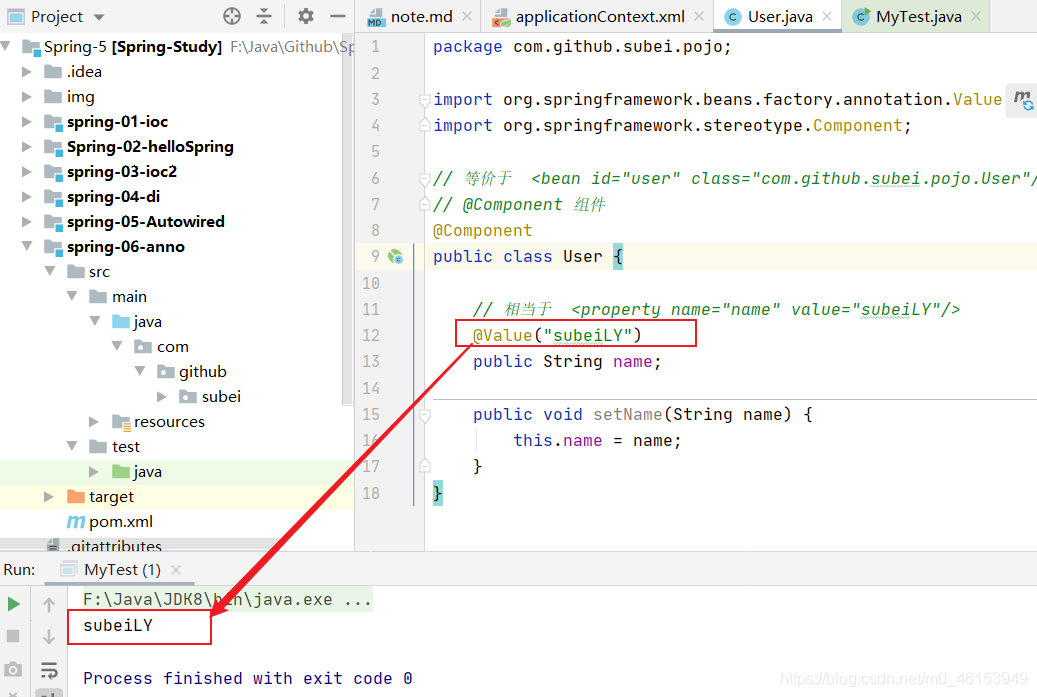 Project
note.md
applicationContext.xml
User.java
MyTest.java
Spring-5 [Spring-Study] F:\Java\Github\Sp
.idea
img
spring-01-ioc
Spring-02-helloSpring
spring-03-ioc2
spring-04-di
spring-05-Autowired
spring-06-anno
src
main
java
com
github
subei
resources
test
java
target
pom.xml
.gitattributes
1 package com.github.subei.pojo;
2
3 import org.springframework.beans.factory.annotation.Value
4 import org.springframework.stereotype.Component;
5
6 // 等价于 <bean id="user" class="com.github.subei.pojo.User"/
7 // @Component 组件
8 @Component
9 public class User {
10
11 // 相当于 <property name="name" value="subeiLY"/>
12 @Value("subeiLY")
13 public String name;
14
15 public void setName(String name) {
16 this.name = name;
17 }
18 }
Run: MyTest (1)
F:\Java\JDK8\bin\java.exe ...
subeiLY
Process finished with exit code 0
https://blog.csdn.net/m0_46153949